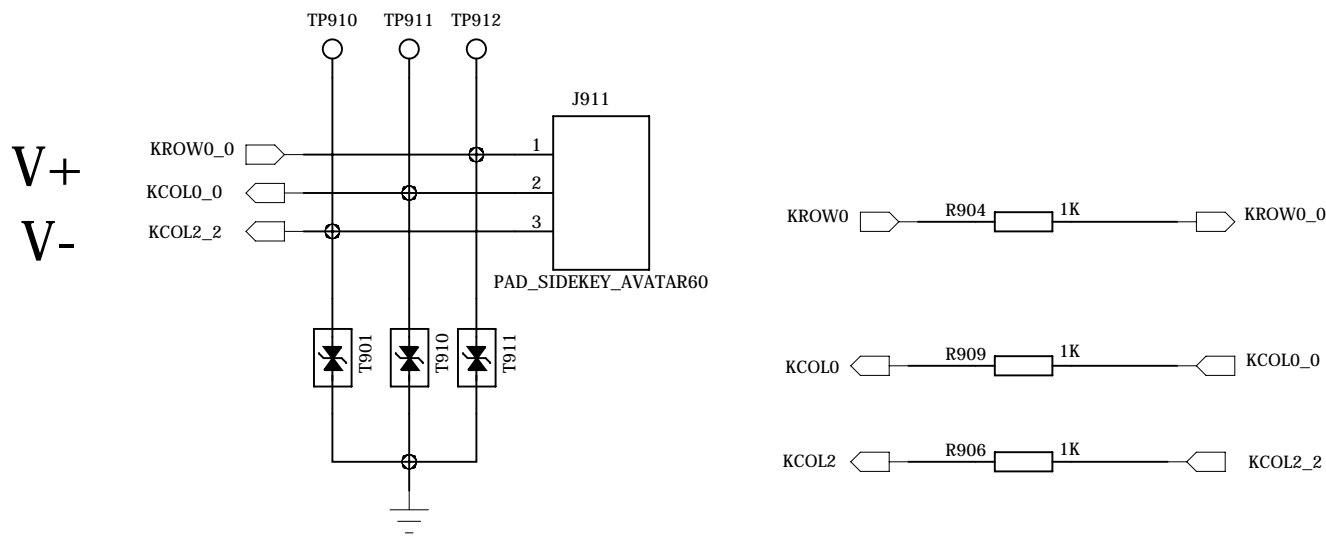 TP910 TP911 TP912
J911
V+
V-
KROW0_0
KCOL0_0
KCOL2_2
1
2
3
PAD_SIDEKEY_AVATAR60
T901
T910
T911
KROW0 R904 1K KROW0_0
KCOL0 R909 1K KCOL0_0
KCOL2 R906 1K KCOL2_2